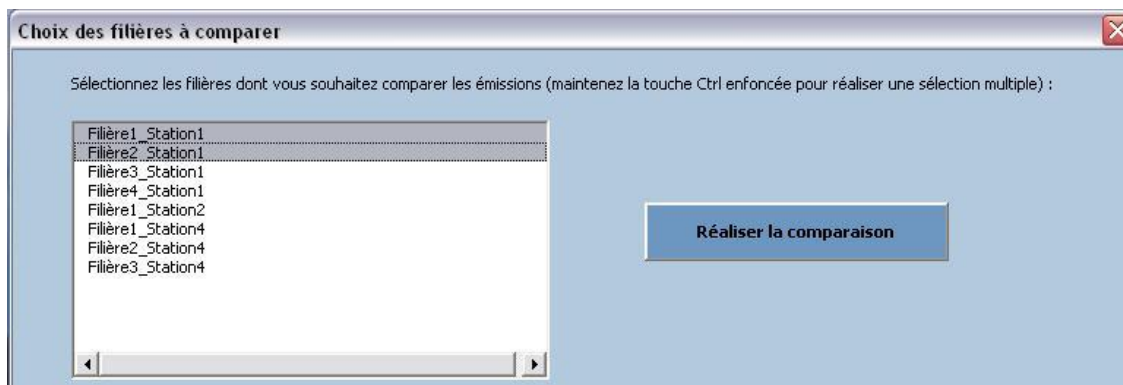 Choix des filières à comparer
Sélectionnez les filières dont vous souhaitez comparer les émissions (maintenez la touche Ctrl enfoncée pour réaliser une sélection multiple) :
Filière1_Station1
Filière2_Station1
Filière3_Station1
Filière4_Station1
Filière1_Station2
Filière1_Station4
Filière2_Station4
Filière3_Station4
Réaliser la comparaison